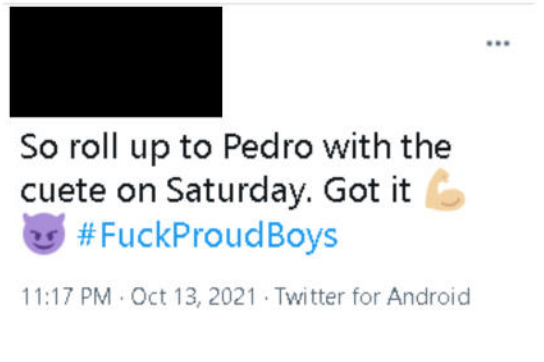 So roll up to Pedro with the
cuete on Saturday. Got it 💪
😈 #FuckProudBoys
11:17 PM · Oct 13, 2021 · Twitter for Android